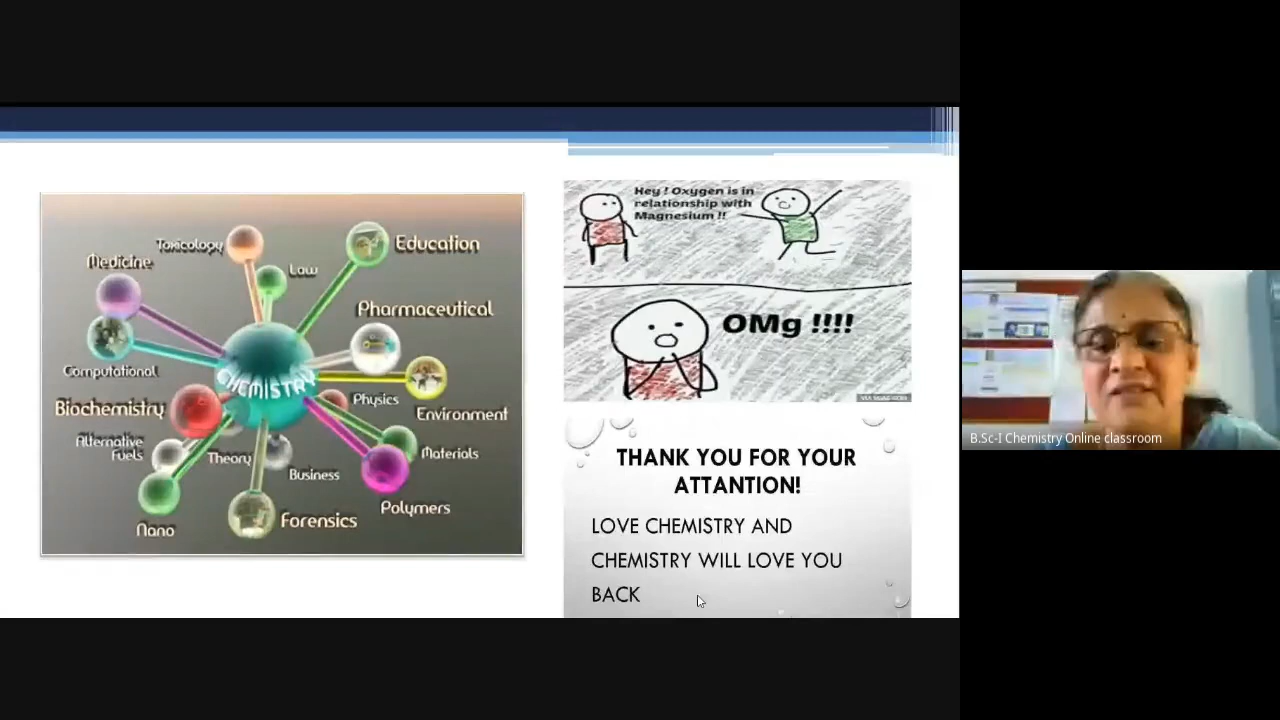 Toxicology
Education
Medicine
Law
Pharmaceutical
CHEMISTRY
Computational
Biochemistry
Physics
Environment
Alternative
Fuels
Theory
Materials
Business
Polymers
Forensics
Nano
Hey ! Oxygen is in
relationship with
Magnesium !!
OMg !!!!
THANK YOU FOR YOUR
ATTANTION!
LOVE CHEMISTRY AND
CHEMISTRY WILL LOVE YOU
BACK
B.Sc-I Chemistry Online classroom